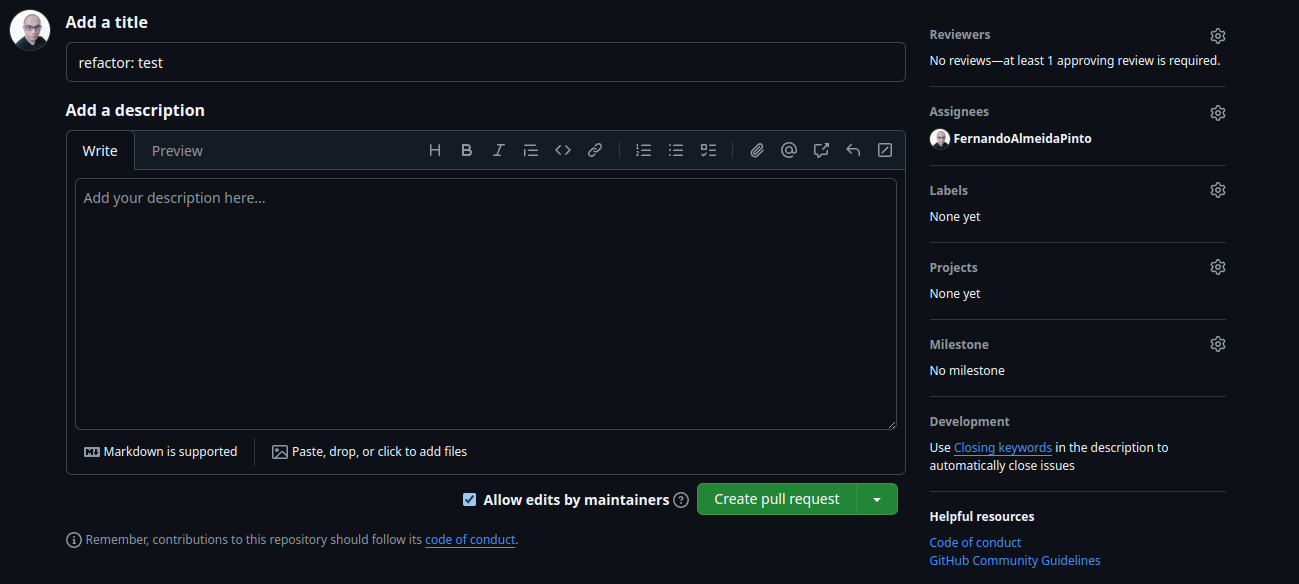 Add a title
refactor: test
Add a description
Write
Preview
Add your description here...
Markdown is supported
Paste, drop, or click to add files
Allow edits by maintainers
Create pull request
Remember, contributions to this repository should follow its code of conduct.
Reviewers
No reviews—at least 1 approving review is required.
Assignees
FernandoAlmeidaPinto
Labels
None yet
Projects
None yet
Milestone
No milestone
Development
Use Closing keywords in the description to
automatically close issues
Helpful resources
Code of conduct
GitHub Community Guidelines